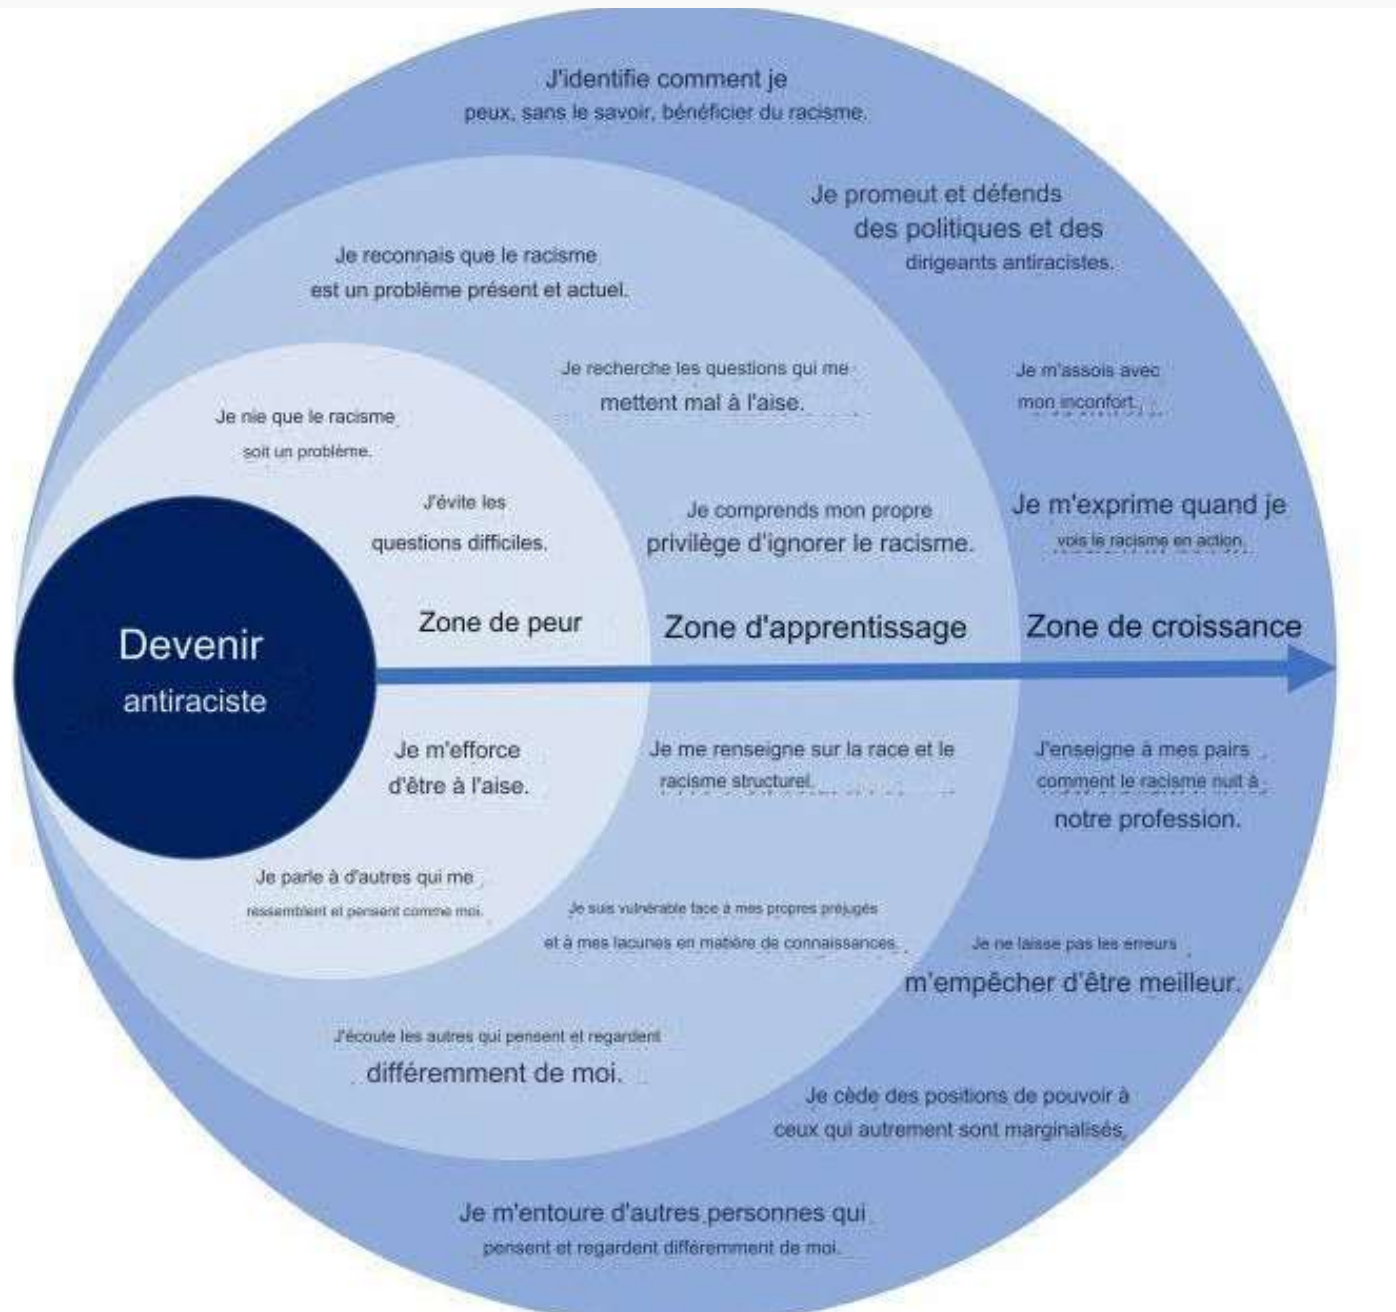 J'identifie comment je
peux, sans le savoir, bénéficier du racisme.
Je promeut et défends
des politiques et des
dirigeants antiracistes.
Je reconnais que le racisme
est un problème présent et actuel.
Je recherche les questions qui me
mettent mal à l'aise.
Je m'assois avec
mon inconfort.
Je nie que le racisme
soit un problème.
J'évite les
questions difficiles.
Je comprends mon propre
privilège d'ignorer le racisme.
Je m'exprime quand je
vois le racisme en action.
Devenir
antiraciste
Zone de peur
Zone d'apprentissage
Zone de croissance
Je m'efforce
d'être à l'aise.
Je me renseigne sur la race et le
racisme structurel.
J'enseigne à mes pairs
comment le racisme nuit à
notre profession.
Je parle à d'autres qui me
ressemblent et pensent comme moi.
Je suis vulnérable face à mes propres préjugés
et à mes lacunes en matière de connaissances.
Je ne laisse pas les erreurs
m'empêcher d'être meilleur.
J'écoute les autres qui pensent et regardent
différemment de moi.
Je cède des positions de pouvoir à
ceux qui autrement sont marginalisés.
Je m'entoure d'autres personnes qui
pensent et regardent différemment de moi.